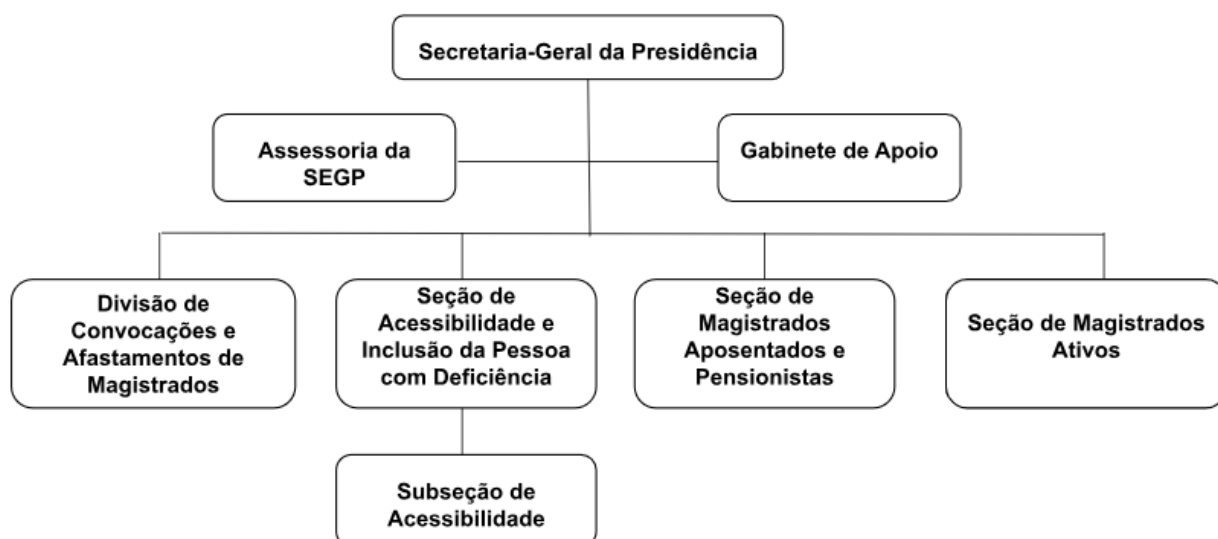 Secretaria-Geral da Presidência
Assessoria da
SEGP
Gabinete de Apoio
Divisão de
Convocações e
Afastamentos de
Magistrados
Seção de
Acessibilidade e
Inclusão da Pessoa
com Deficiência
Seção de
Magistrados
Aposentados e
Pensionistas
Seção de Magistrados
Ativos
Subseção de
Acessibilidade